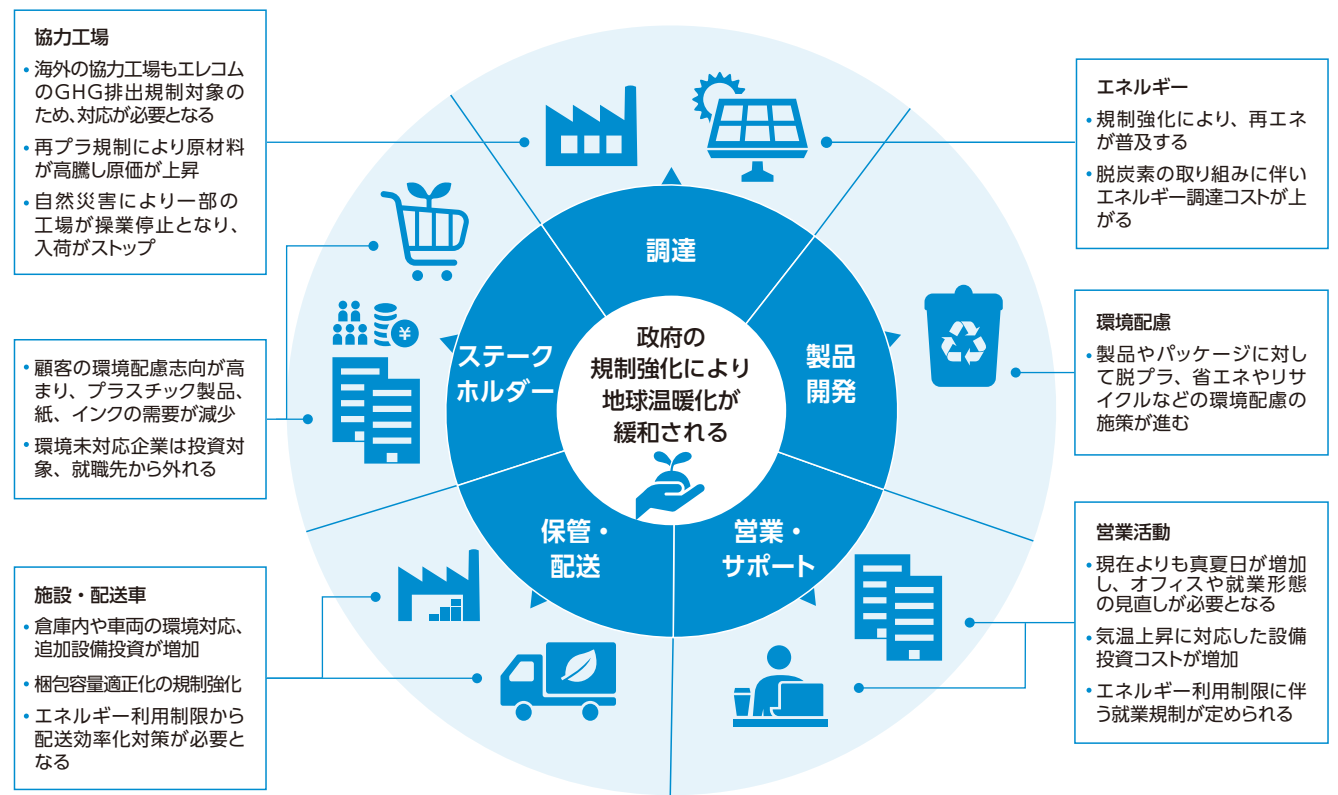 協力工場
• 海外の協力工場もエレコム
のGHG排出規制対象の
ため、対応が必要となる
• 再プラ規制により原材料
が高騰し原価が上昇
• 自然災害により一部の
工場が操業停止となり、
入荷がストップ
• 顧客の環境配慮志向が高
まり、プラスチック製品、
紙、インクの需要が減少
• 環境未対応企業は投資対
象、就職先から外れる
施設・配送車
• 倉庫内や車両の環境対応、
追加設備投資が増加
• 梱包容量適正化の規制強化
• エネルギー利用制限から
配送効率化対策が必要と
なる
調達
製品
開発
営業・
サポート
保管・
配送
ステーク
ホルダー
¥
政府の
規制強化により
地球温暖化が
緩和される
エネルギー
• 規制強化により、再エネ
が普及する
• 脱炭素の取り組みに伴い
エネルギー調達コストが上
がる
環境配慮
• 製品やパッケージに対し
て脱プラ、省エネやリサ
イクルなどの環境配慮の
施策が進む
営業活動
• 現在よりも真夏日が増加
し、オフィスや就業形態
の見直しが必要となる
• 気温上昇に対応した設備
投資コストが増加
• エネルギー利用制限に伴
う就業規制が定められる